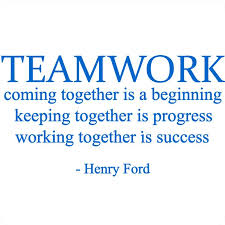 TEAMWORK
coming together is a beginning
keeping together is progress
working together is success
- Henry Ford